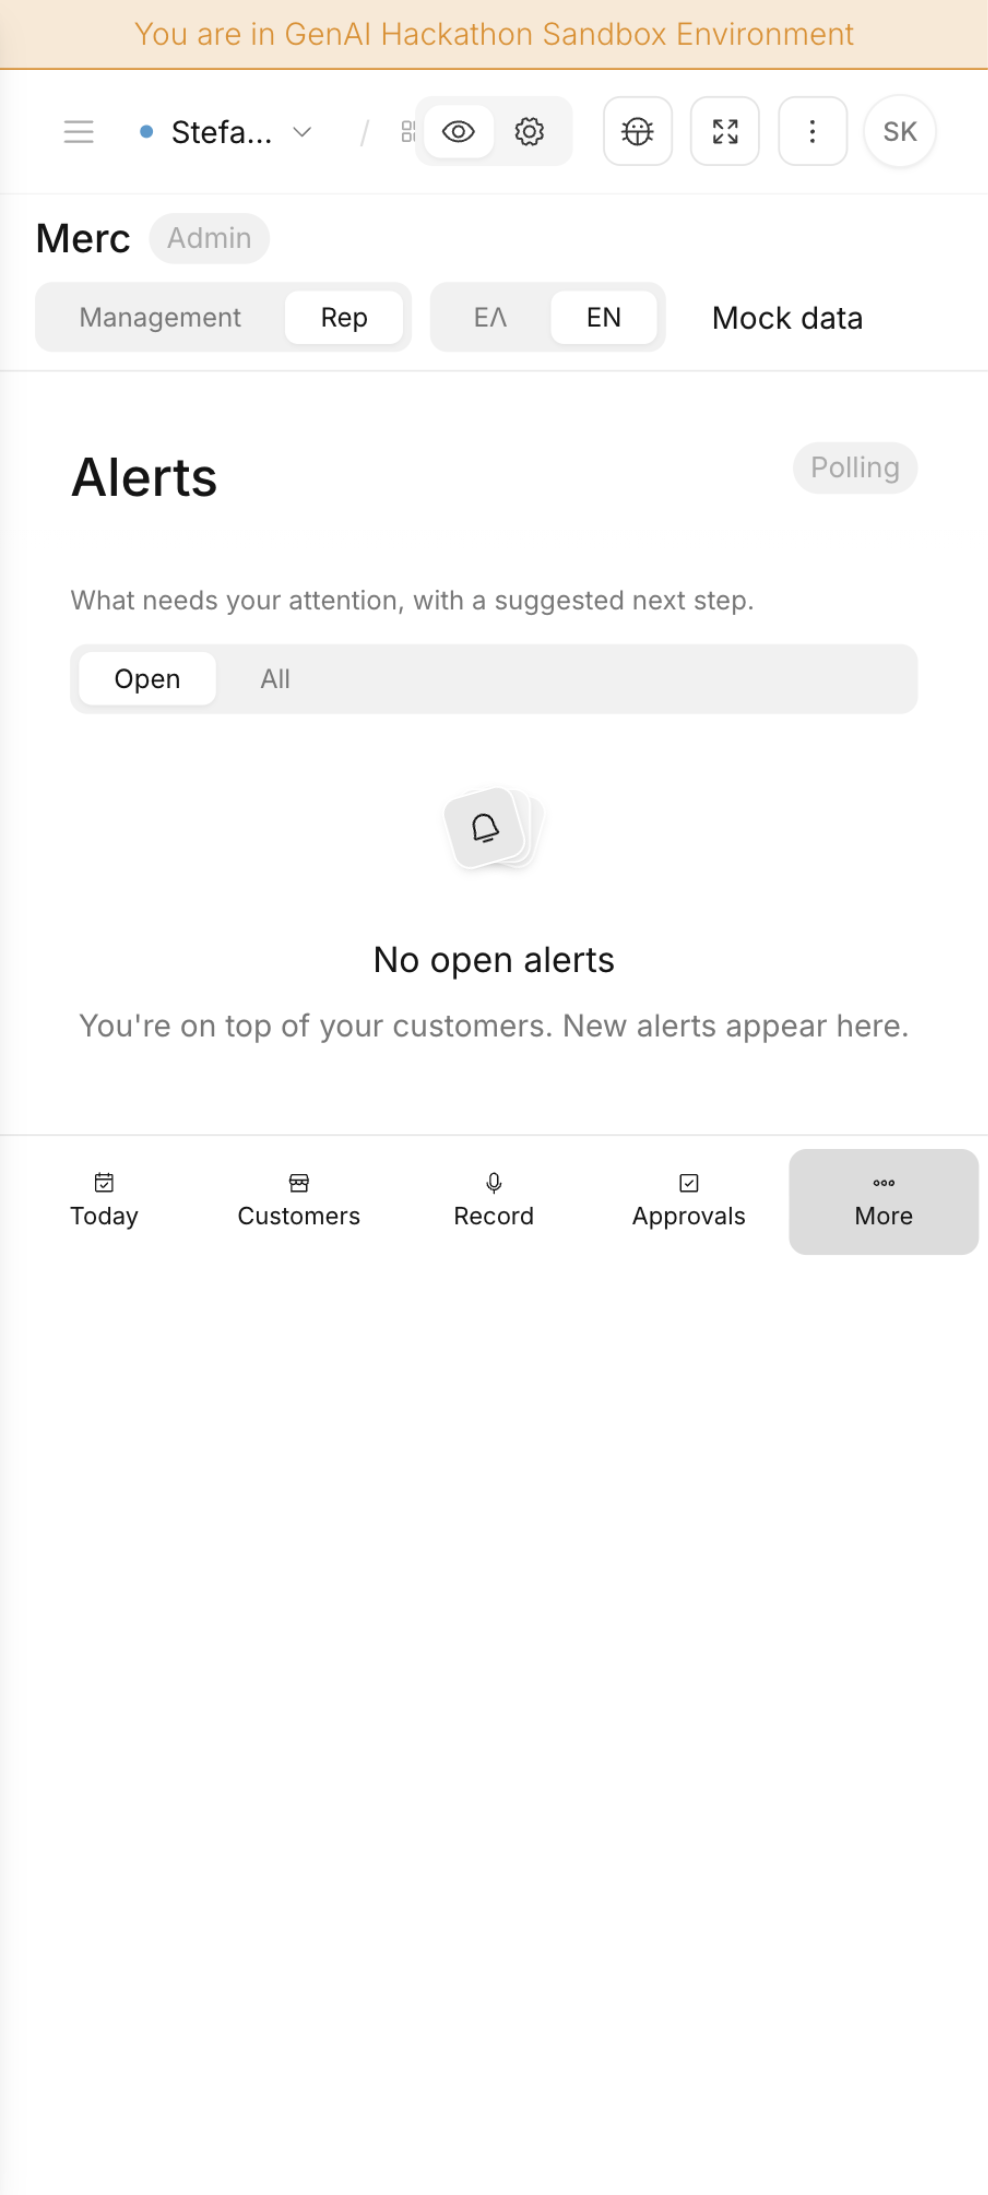 You are in GenAI Hackathon Sandbox Environment
Stefa...
/
SK
Merc
Admin
Management
Rep
ΕΛ
EN
Mock data
Alerts
Polling
What needs your attention, with a suggested next step.
Open
All
No open alerts
You're on top of your customers. New alerts appear here.
Today
Customers
Record
Approvals
More